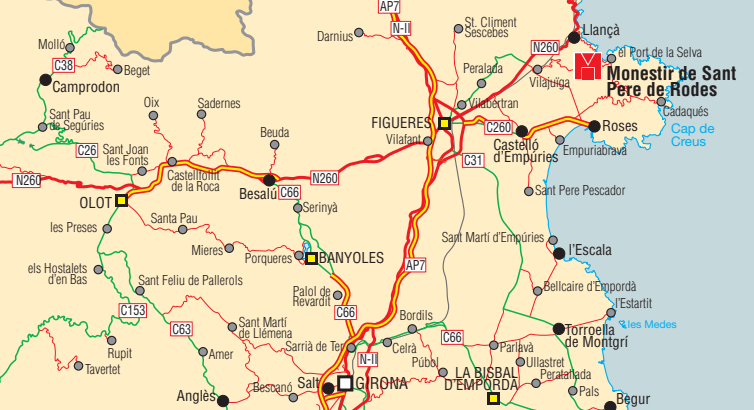 AP7
N-II
Darnius
St. Climent
Sescebes
Llançà
N260
el Port de la Selva
Molló
C38
Beget
Camprodon
Peralada
Vilajuïga
Monestir de Sant
Pere de Rodes
Oix
Sadernes
Vilabertran
Cadaqués
Sant Pau
de Segúries
FIGUERES
C260
Roses
Cap de
Creus
Beuda
Vilafant
Castelló
d'Empúries
Empuriabrava
C26
Sant Joan
les Fonts
Castellfollit
de la Roca
N260
N260
C31
OLOT
Besalú
C66
Sant Pere Pescador
Serinyà
les Preses
Santa Pau
Mieres
Porqueres
BANYOLES
Sant Martí d'Empúries
l'Escala
els Hostalets
d'en Bas
AP7
Sant Feliu de Pallerols
Palol de
Revardit
Bellcaire d'Empordà
l'Estartit
C153
C66
Bordils
les Medes
C63
Sant Martí
de Llémena
C66
Torroella
de Montgrí
Rupit
Amer
Sarrià de Ter
N-II
Celrà
Parlavà
Tavertet
Púbol
Ullastret
LA BISBAL
D'EMPORDÀ
Peratallada
Bescanó
Salt
GIRONA
Pals
Anglès
Begur